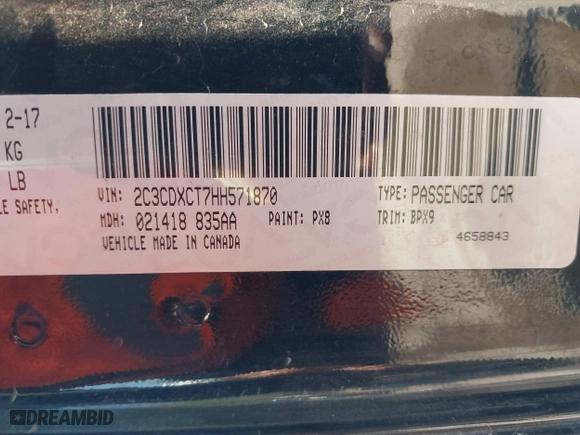 2-17
KG
LB
LE SAFETY,
VIN: 2C3CDXCT7HH571870 TYPE: PASSENGER CAR
MDH: 021418 835AA PAINT: PX8 TRIM: BPX9
VEHICLE MADE IN CANADA 4658843
DREAMBID